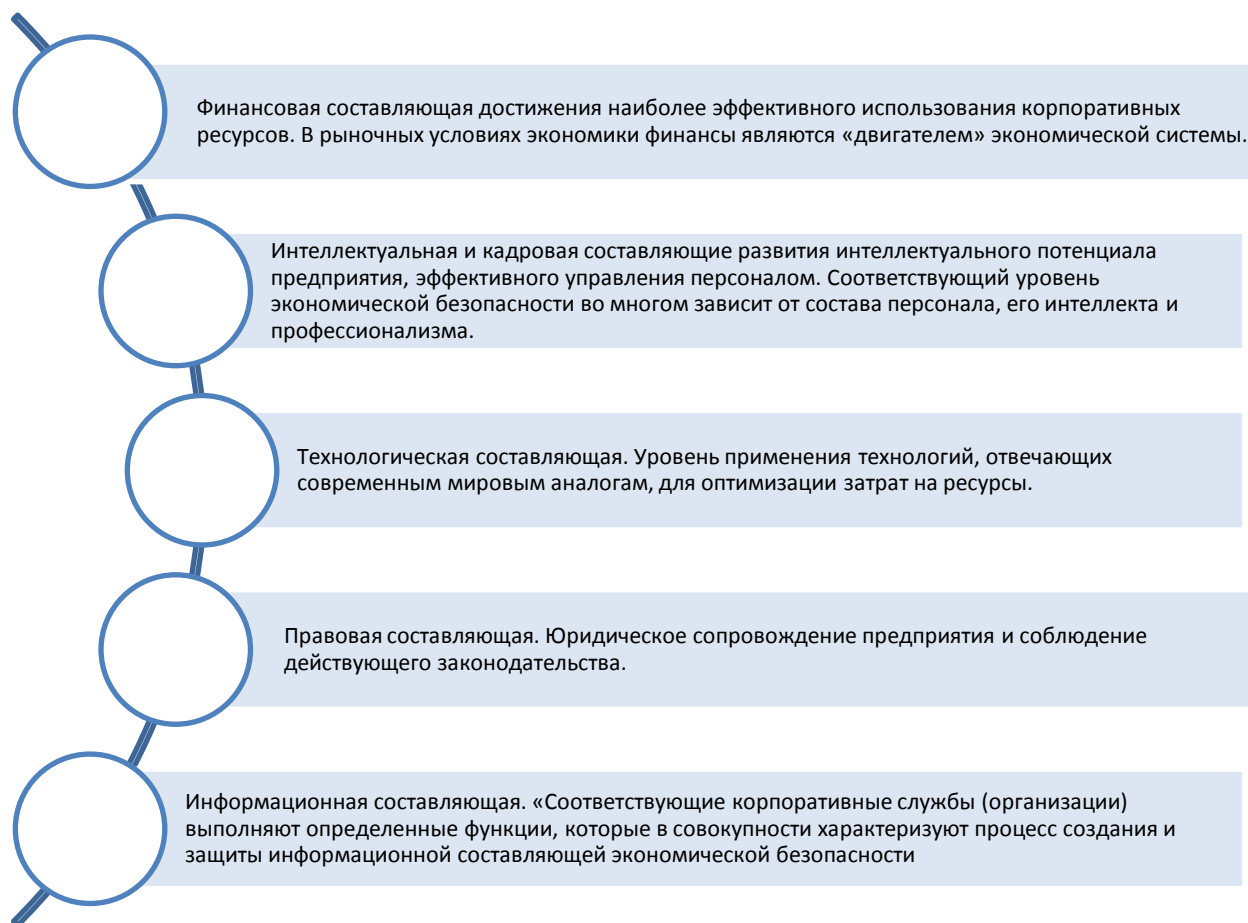 Финансовая составляющая достижения наиболее эффективного использования корпоративных
ресурсов. В рыночных условиях экономики финансы являются «двигателем» экономической системы.
Интеллектуальная и кадровая составляющие развития интеллектуального потенциала
предприятия, эффективного управления персоналом. Соответствующий уровень
экономической безопасности во многом зависит от состава персонала, его интеллекта и
профессионализма.
Технологическая составляющая. Уровень применения технологий, отвечающих
современным мировым аналогам, для оптимизации затрат на ресурсы.
Правовая составляющая. Юридическое сопровождение предприятия и соблюдение
действующего законодательства.
Информационная составляющая. «Соответствующие корпоративные службы (организации)
выполняют определенные функции, которые в совокупности характеризуют процесс создания и
защиты информационной составляющей экономической безопасности